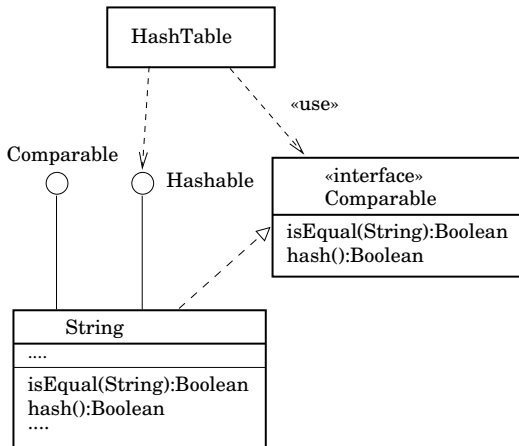 HashTable
«use»
Comparable
Hashable
«interface»
Comparable
isEqual(String):Boolean
hash():Boolean
String
....
isEqual(String):Boolean
hash():Boolean
....